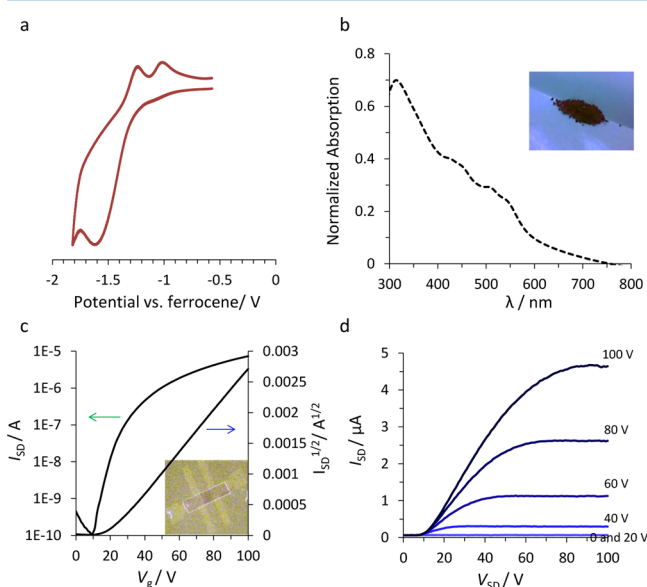 a
-2
-1.5
-1
-0.5
0
Potential vs. ferrocene/ V
b
Normalized Absorption
0.8
0.6
0.4
0.2
0
300
400
500
600
700
800
λ / nm
c
I_SD / A
1E-5
1E-6
1E-7
1E-8
1E-9
1E-10
0
20
40
60
80
100
V_g / V
0.003
0.0025
0.002
0.0015
0.001
0.0005
0
I_SD^1/2 / A^1/2
d
I_SD / µA
5
4
3
2
1
0
0
20
40
60
80
100
V_SD / V
100 V
80 V
60 V
40 V
0 and 20 V